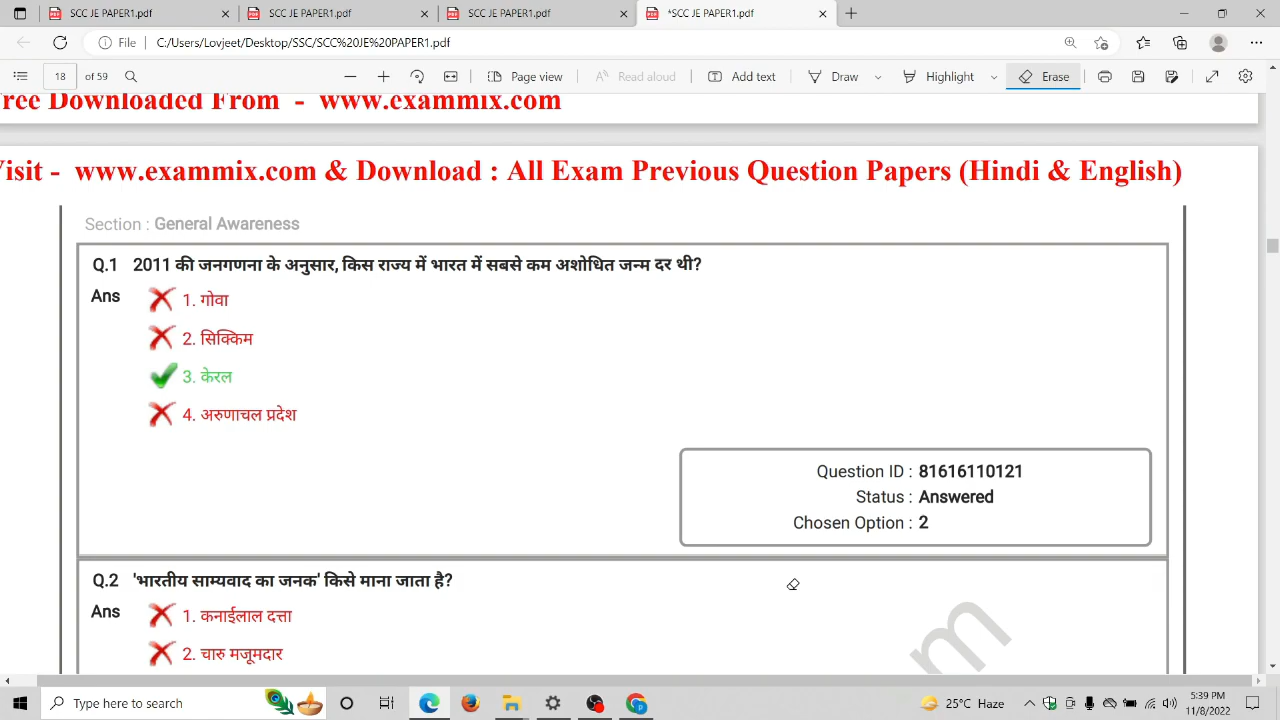 SCC JE PAPER1.pdf
SCC JE PAPER1.pdf
SCC JE PAPER1.pdf
*SCC JE PAPER1.pdf
File
C:/Users/Lovjeet/Desktop/SSC/SCC%20JE%20PAPER1.pdf
18 of 59
Page view
Read aloud
Add text
Draw
Highlight
Erase
ree Downloaded From - www.exammix.com
isit - www.exammix.com & Download : All Exam Previous Question Papers (Hindi & English)
Section : General Awareness
Q.1 2011 की जनगणना के अनुसार, किस राज्य में भारत में सबसे कम अशोधित जन्म दर थी?
Ans 1. गोवा
2. सिक्किम
3. केरल
4. अरुणाचल प्रदेश
Question ID : 81616110121
Status : Answered
Chosen Option : 2
Q.2 'भारतीय साम्यवाद का जनक' किसे माना जाता है?
Ans 1. कनाईलाल दत्ता
2. चारु मजूमदार
m
Type here to search
25°C Haze
5:39 PM
11/8/2022